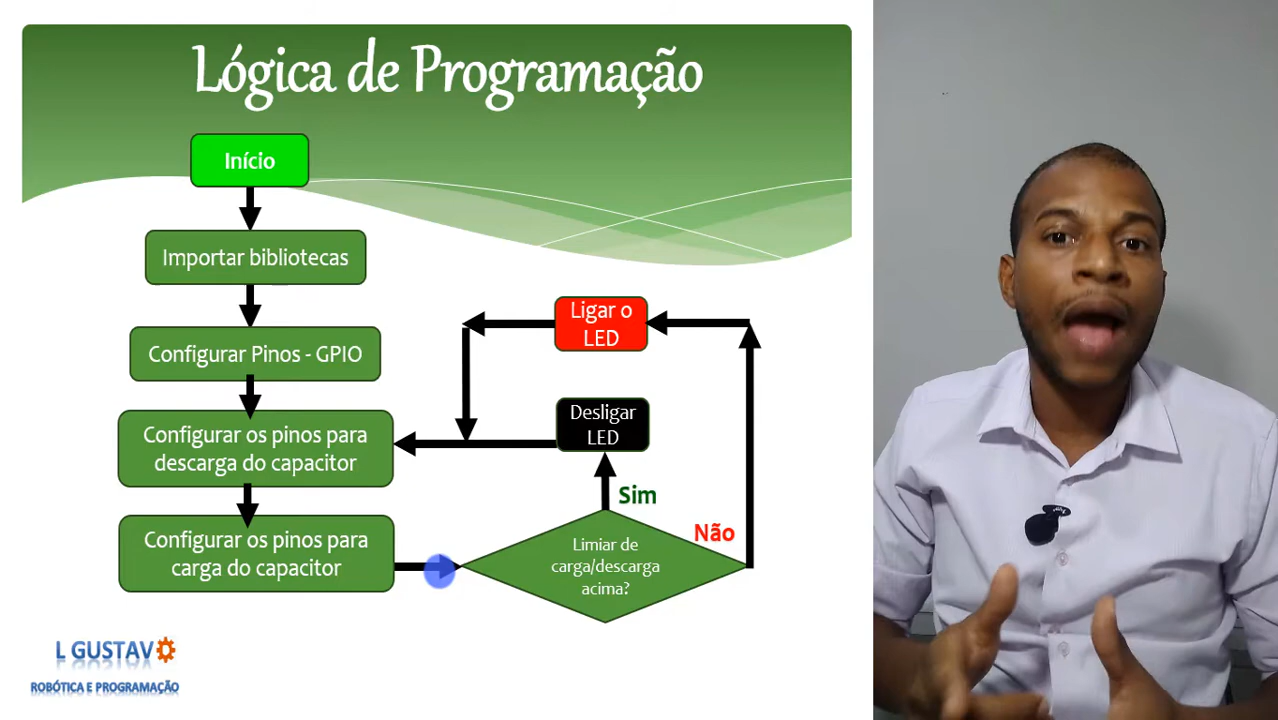 Lógica de Programação
Início
Importar bibliotecas
Configurar Pinos - GPIO
Configurar os pinos para
descarga do capacitor
Configurar os pinos para
carga do capacitor
Ligar o
LED
Desligar
LED
Sim
Não
Limiar de
carga/descarga
acima?
L GUSTAVO
ROBÓTICA E PROGRAMAÇÃO